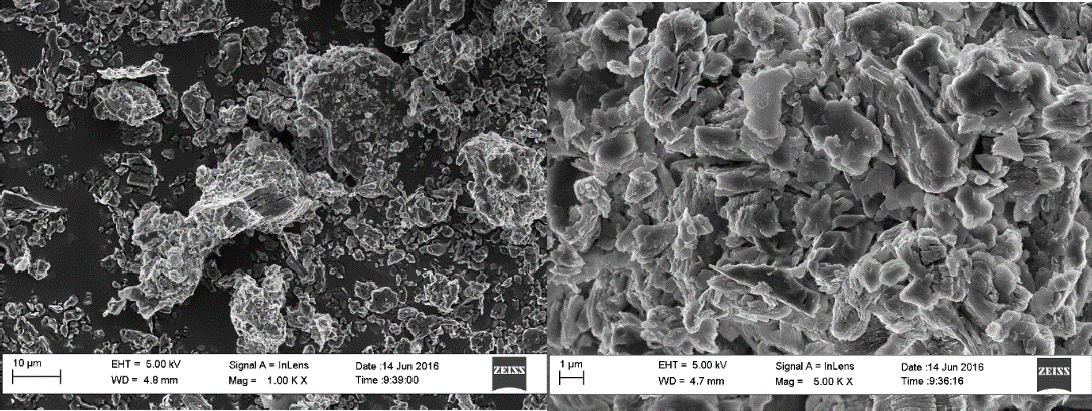 10 µm
EHT = 5.00 kV
WD = 4.8 mm
Signal A = InLens
Mag = 1.00 K X
Date :14 Jun 2016
Time :9:39:00
ZEISS
1 µm
EHT = 5.00 kV
WD = 4.7 mm
Signal A = InLens
Mag = 5.00 K X
Date :14 Jun 2016
Time :9:36:16
ZEISS